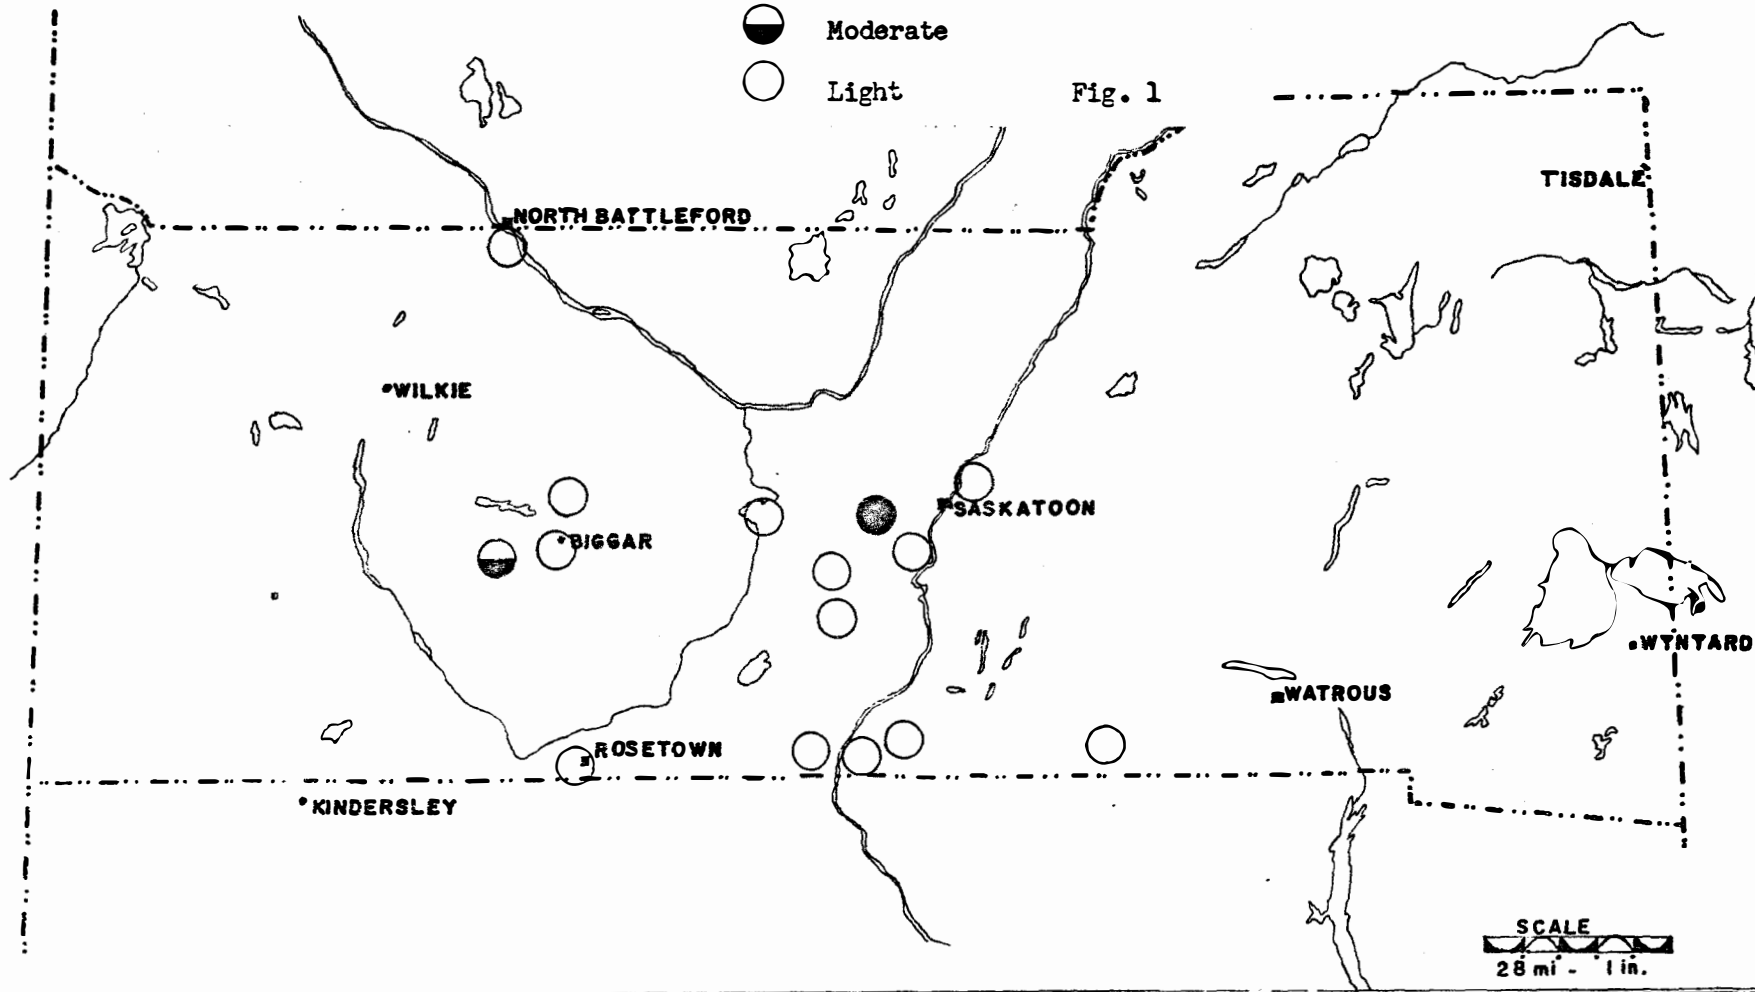 Moderate
Light
Fig. 1
TISDALE
NORTH BATTLEFORD
WILKIE
SASKATOON
BIGGAR
WYNYARD
WATROUS
ROSETOWN
KINDERSLEY
SCALE
28 mi - 1 in.